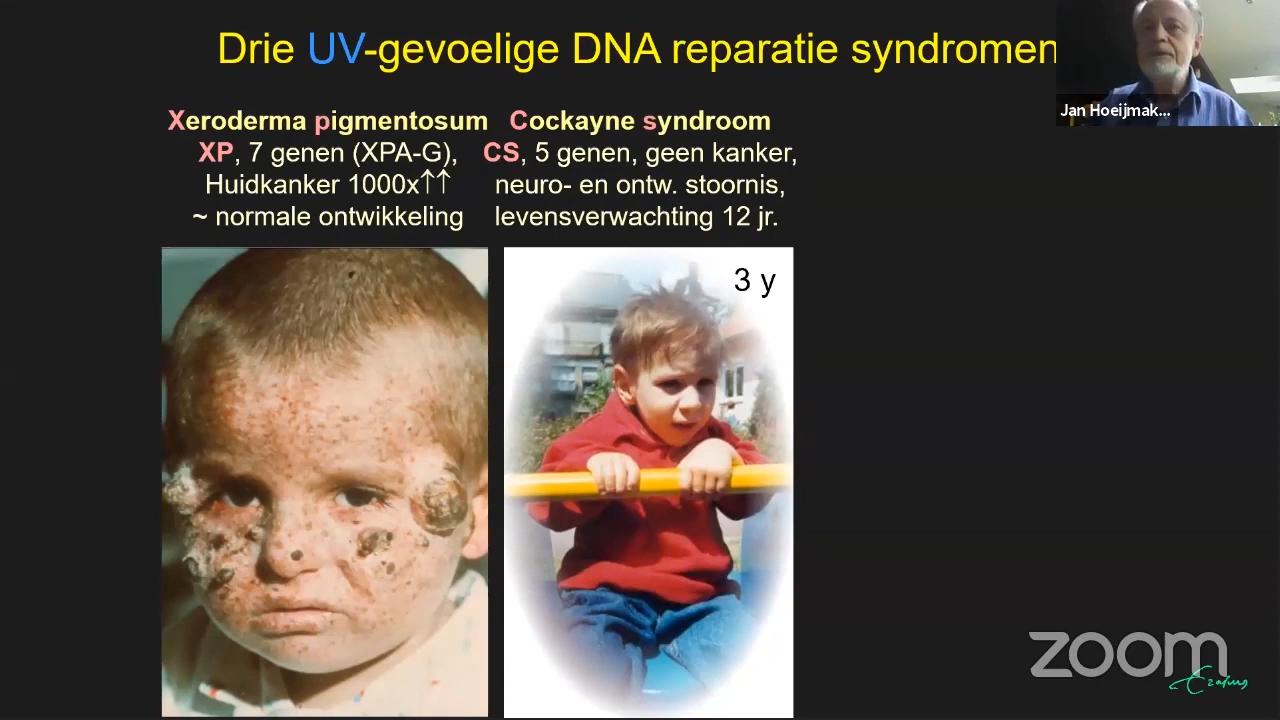 Drie UV-gevoelige DNA reparatie syndromen
Jan Hoeijmak...
Xeroderma pigmentosum
XP, 7 genen (XPA-G),
Huidkanker 1000x↑↑
~ normale ontwikkeling
Cockayne syndroom
CS, 5 genen, geen kanker,
neuro- en ontw. stoornis,
levensverwachting 12 jr.
3 y
zoom
Erasmus